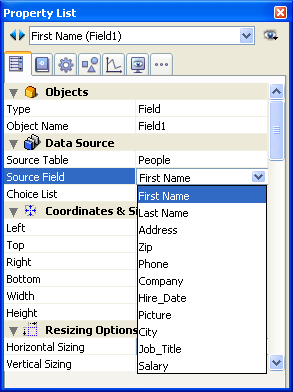 Property List
First Name (Field1)
Objects
Type Field
Object Name Field1
Data Source
Source Table People
Source Field First Name
Choice List First Name
Last Name
Coordinates & Si
Address
Left
Top Zip
Right Phone
Bottom Company
Width Hire_Date
Height Picture
Resizing Options City
Horizontal Sizing Job_Title
Vertical Sizing Salary